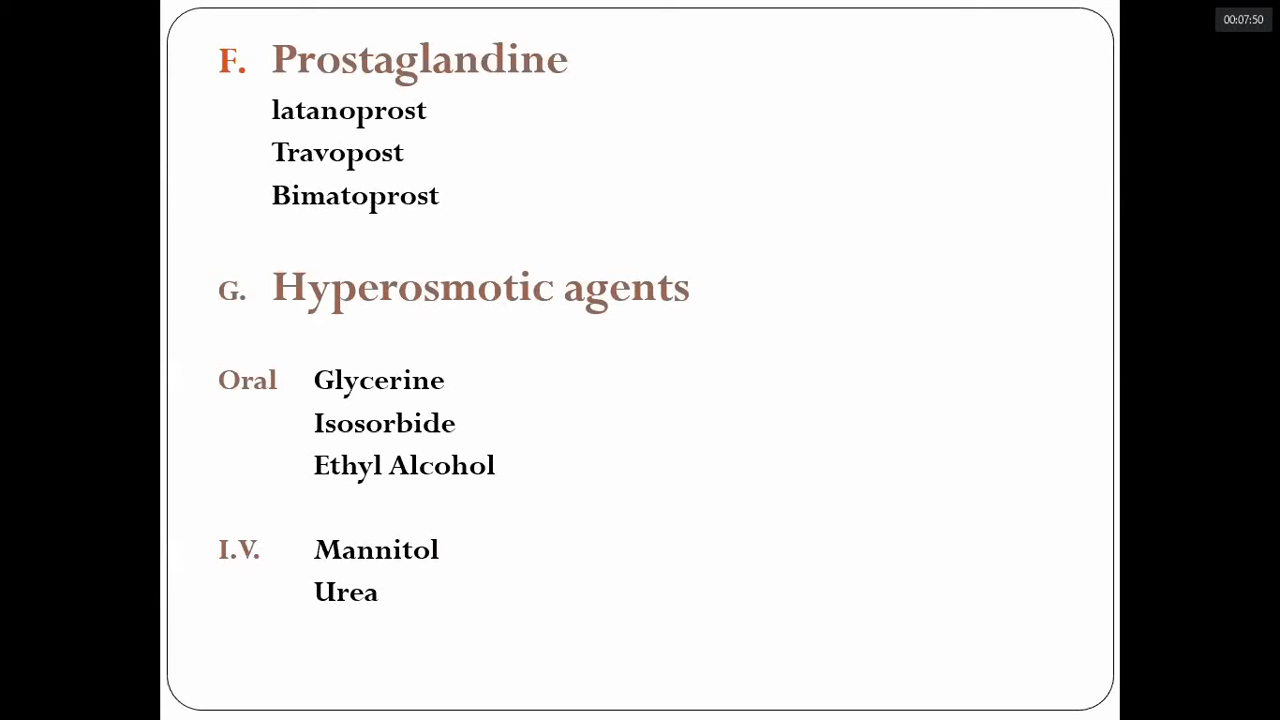 00:07:50
F. Prostaglandine
latanoprost
Travopost
Bimatoprost
G. Hyperosmotic agents
Oral Glycerine
Isosorbide
Ethyl Alcohol
I.V. Mannitol
Urea